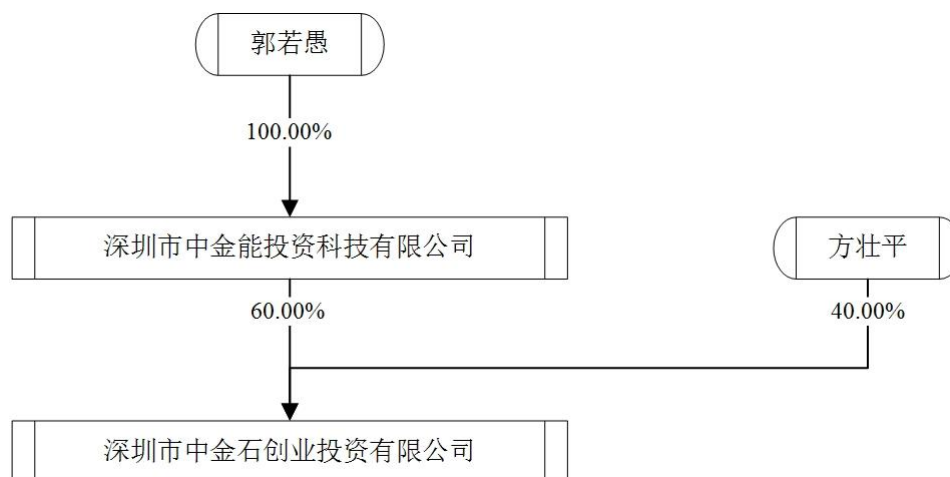 郭若愚
100.00%
深圳市中金能投资科技有限公司
方壮平
60.00%
40.00%
深圳市中金石创业投资有限公司